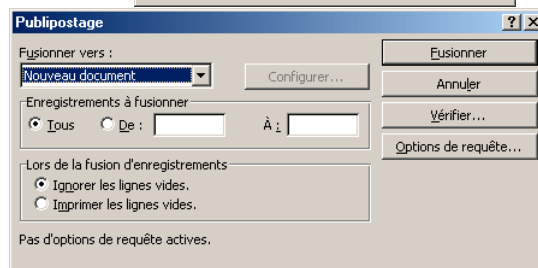 Publipostage
Fusionner vers :
Nouveau document
Configurer...
Fusionner
Annuler
Vérifier...
Options de requête...
Enregistrements à fusionner
Tous
De :
À :
Lors de la fusion d'enregistrements
Ignorer les lignes vides.
Imprimer les lignes vides.
Pas d'options de requête actives.